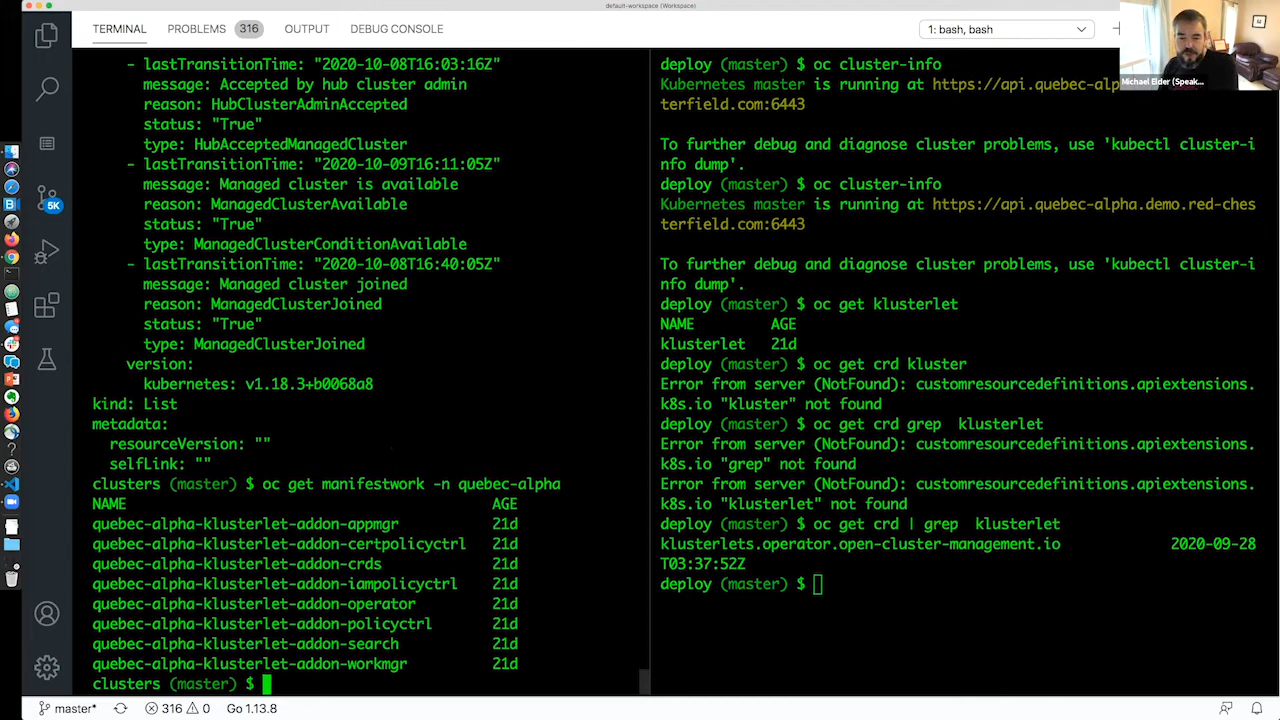 default-workspace (Workspace)
TERMINAL
PROBLEMS 316
OUTPUT
DEBUG CONSOLE
1: bash, bash
Michael Elder (Speak...
5K
- lastTransitionTime: "2020-10-08T16:03:16Z"
message: Accepted by hub cluster admin
reason: HubClusterAdminAccepted
status: "True"
type: HubAcceptedManagedCluster
- lastTransitionTime: "2020-10-09T16:11:05Z"
message: Managed cluster is available
reason: ManagedClusterAvailable
status: "True"
type: ManagedClusterConditionAvailable
- lastTransitionTime: "2020-10-08T16:40:05Z"
message: Managed cluster joined
reason: ManagedClusterJoined
status: "True"
type: ManagedClusterJoined
version:
kubernetes: v1.18.3+b0068a8
kind: List
metadata:
resourceVersion: ""
selfLink: ""
clusters (master) $ oc get manifestwork -n quebec-alpha
NAME AGE
quebec-alpha-klusterlet-addon-appmgr 21d
quebec-alpha-klusterlet-addon-certpolicyctrl 21d
quebec-alpha-klusterlet-addon-crds 21d
quebec-alpha-klusterlet-addon-iampolicyctrl 21d
quebec-alpha-klusterlet-addon-operator 21d
quebec-alpha-klusterlet-addon-policyctrl 21d
quebec-alpha-klusterlet-addon-search 21d
quebec-alpha-klusterlet-addon-workmgr 21d
clusters (master) $
deploy (master) $ oc cluster-info
Kubernetes master is running at https://api.quebec-alp
terfield.com:6443
To further debug and diagnose cluster problems, use 'kubectl cluster-i
nfo dump'.
deploy (master) $ oc cluster-info
Kubernetes master is running at https://api.quebec-alpha.demo.red-ches
terfield.com:6443
To further debug and diagnose cluster problems, use 'kubectl cluster-i
nfo dump'.
deploy (master) $ oc get klusterlet
NAME AGE
klusterlet 21d
deploy (master) $ oc get crd kluster
Error from server (NotFound): customresourcedefinitions.apiextensions.
k8s.io "kluster" not found
deploy (master) $ oc get crd grep  klusterlet
Error from server (NotFound): customresourcedefinitions.apiextensions.
k8s.io "grep" not found
Error from server (NotFound): customresourcedefinitions.apiextensions.
k8s.io "klusterlet" not found
deploy (master) $ oc get crd | grep  klusterlet
klusterlets.operator.open-cluster-management.io 2020-09-28
T03:37:52Z
deploy (master) $
master* 316 0 Go 1.13.8